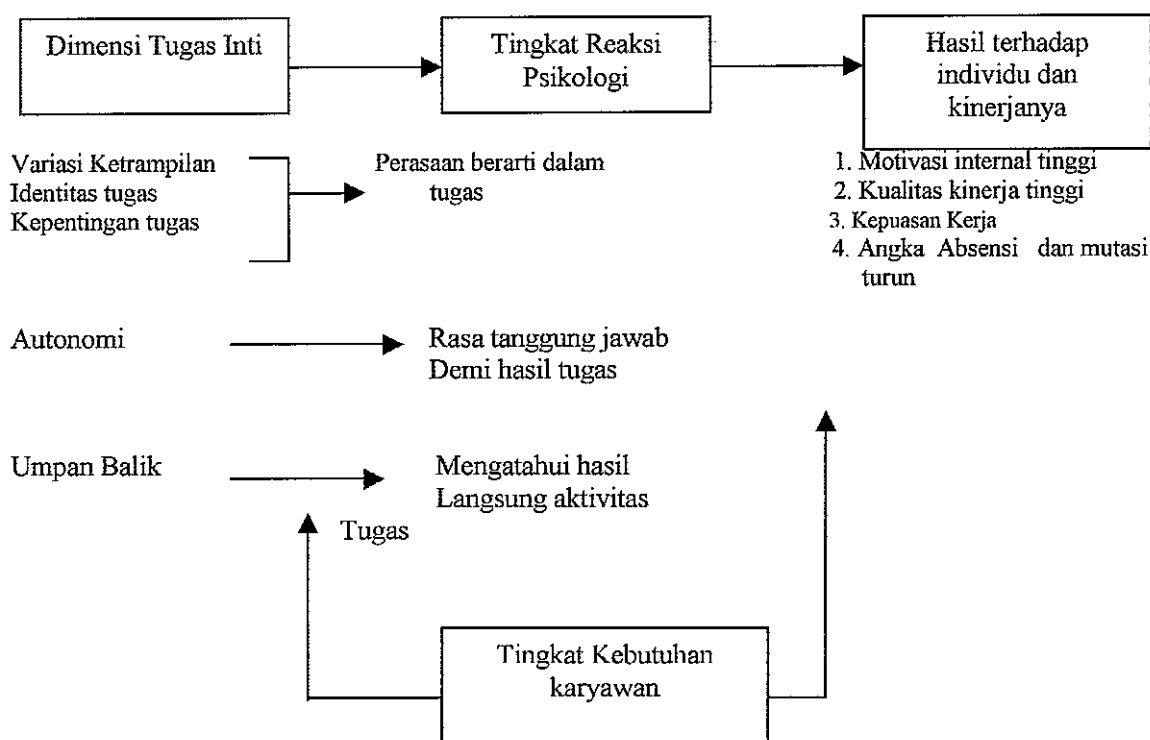 Dimensi Tugas Inti
Tingkat Reaksi
Psikologi
Hasil terhadap
individu dan
kinerjanya
Variasi Ketrampilan
Identitas tugas
Kepentingan tugas
Perasaan berarti dalam
tugas
1. Motivasi internal tinggi
2. Kualitas kinerja tinggi
3. Kepuasan Kerja
4. Angka Absensi dan mutasi
turun
Autonomi
Rasa tanggung jawab
Demi hasil tugas
Umpan Balik
Mengatahui hasil
Langsung aktivitas
Tugas
Tingkat Kebutuhan
karyawan